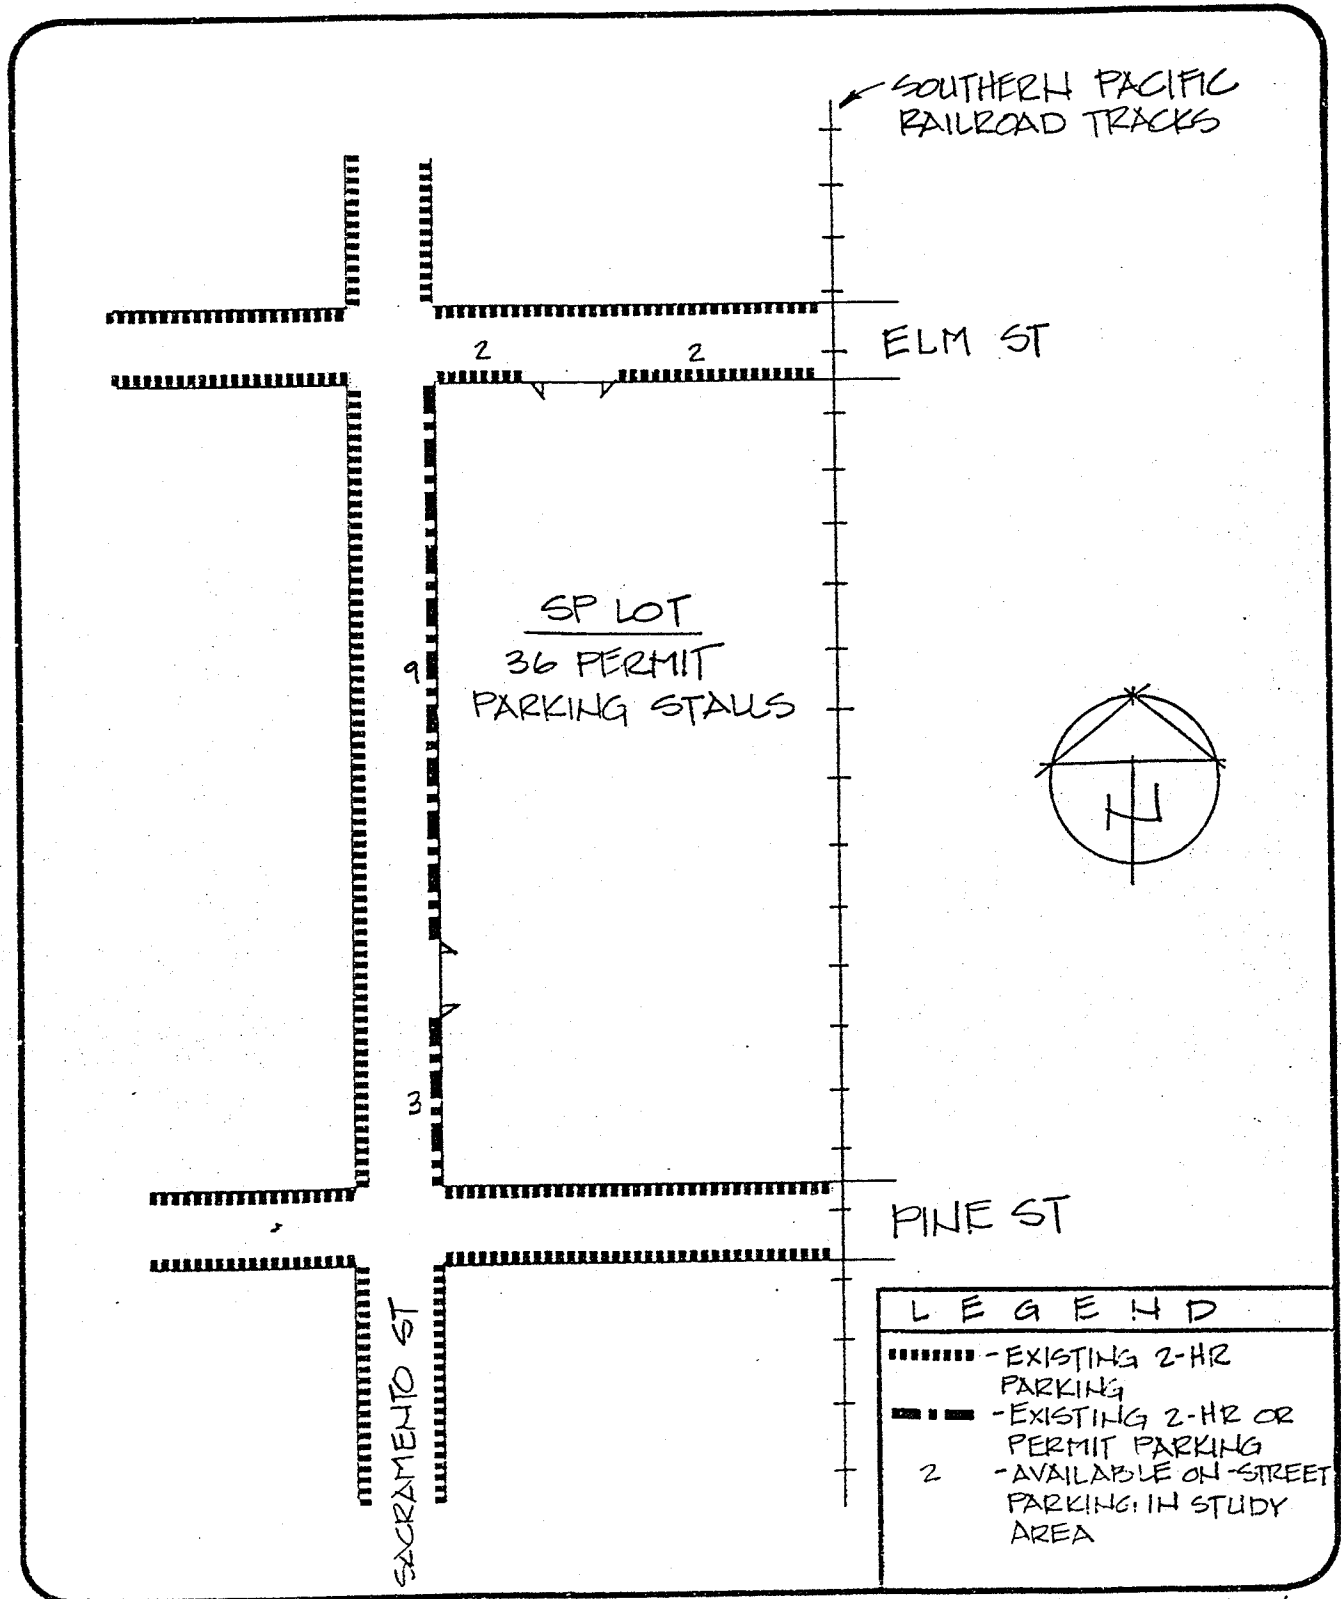 SOUTHERN PACIFIC
RAILROAD TRACKS
ELM ST
2
2
SP LOT
36 PERMIT
PARKING STALLS
9
N
3
PINE ST
SACRAMENTO ST
LEGEND
-EXISTING 2-HR
PARKING
-EXISTING 2-HR OR
PERMIT PARKING
2 -AVAILABLE ON-STREET
PARKING IN STUDY
AREA